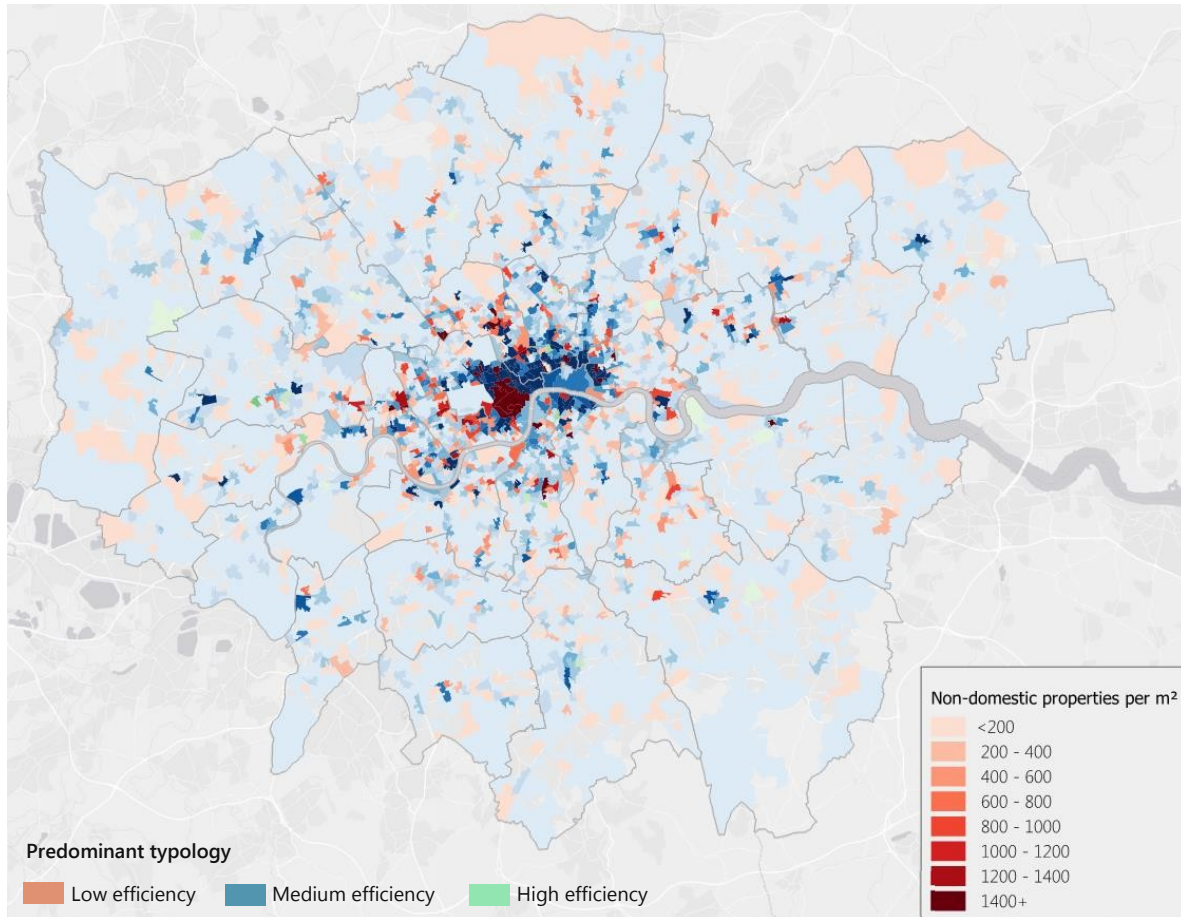 Non-domestic properties per m²
<200
200 - 400
400 - 600
600 - 800
800 - 1000
1000 - 1200
1200 - 1400
1400+
Predominant typology
Low efficiency
Medium efficiency
High efficiency